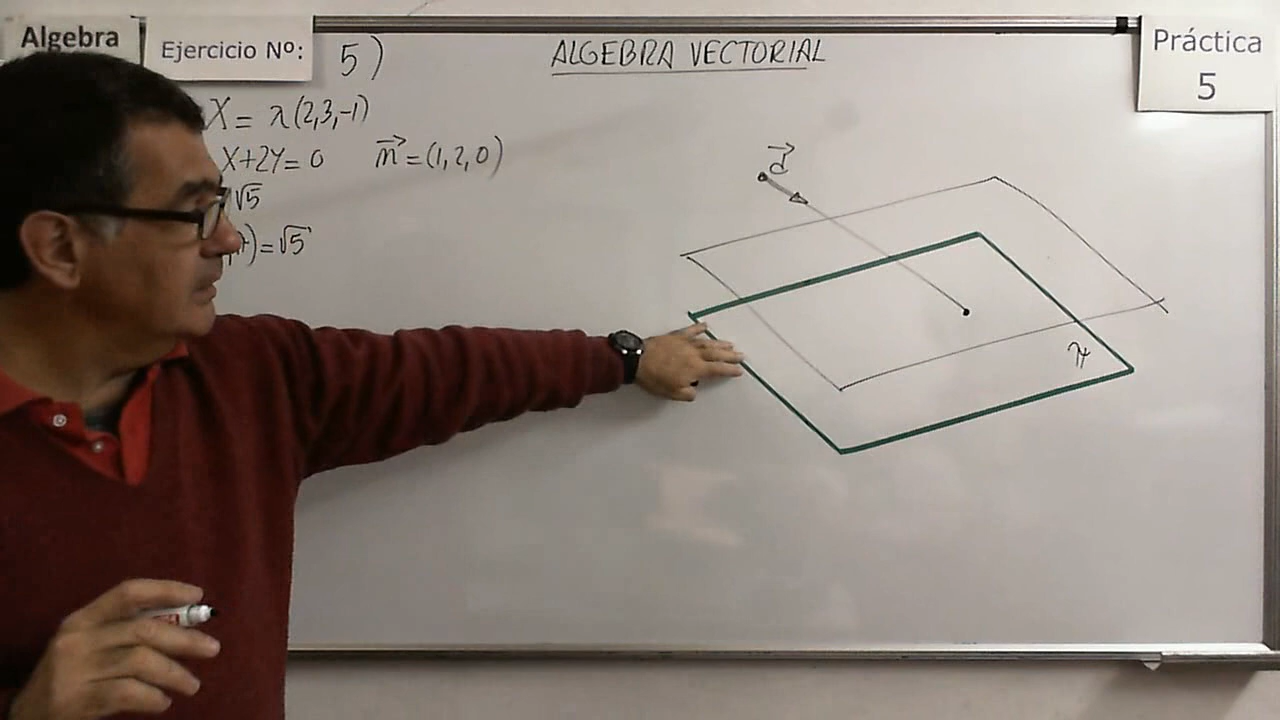 Algebra
Ejercicio Nº: 5)
ALGEBRA VECTORIAL
Práctica
5
X = λ(2,3,-1)
X+2Y=0 m⃗=(1,2,0)
√5
)=√5
d⃗
π